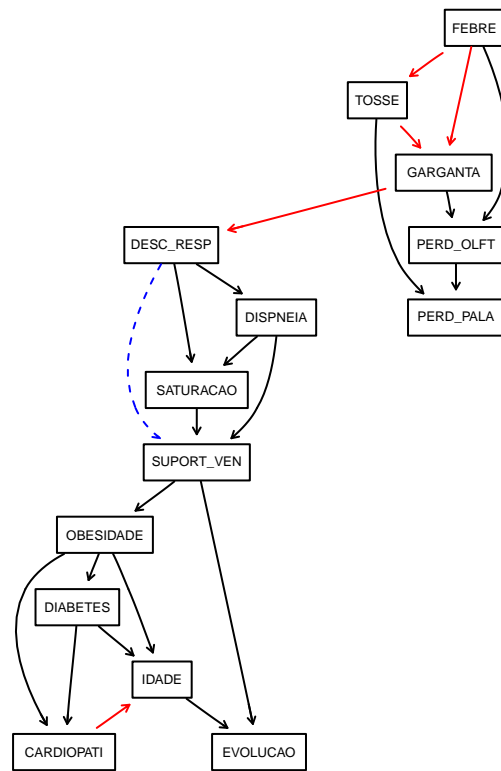 FEBRE
TOSSE
GARGANTA
DESC_RESP
PERD_OLFT
DISPNEIA
PERD_PALA
SATURACAO
SUPORT_VEN
OBESIDADE
DIABETES
IDADE
CARDIOPATI
EVOLUCAO